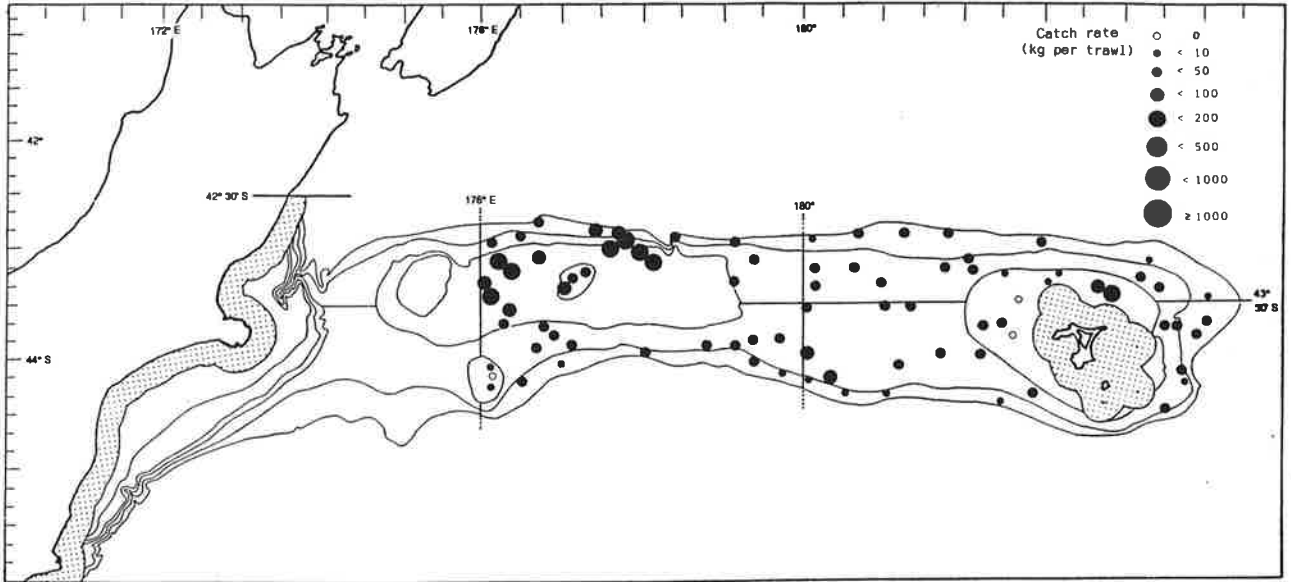 172° E
176° E
180°
Catch rate
(kg per trawl)
0
< 10
< 50
< 100
< 200
< 500
< 1000
≥ 1000
42°
42° 30' S
176° E
180°
43°
30' S
44° S